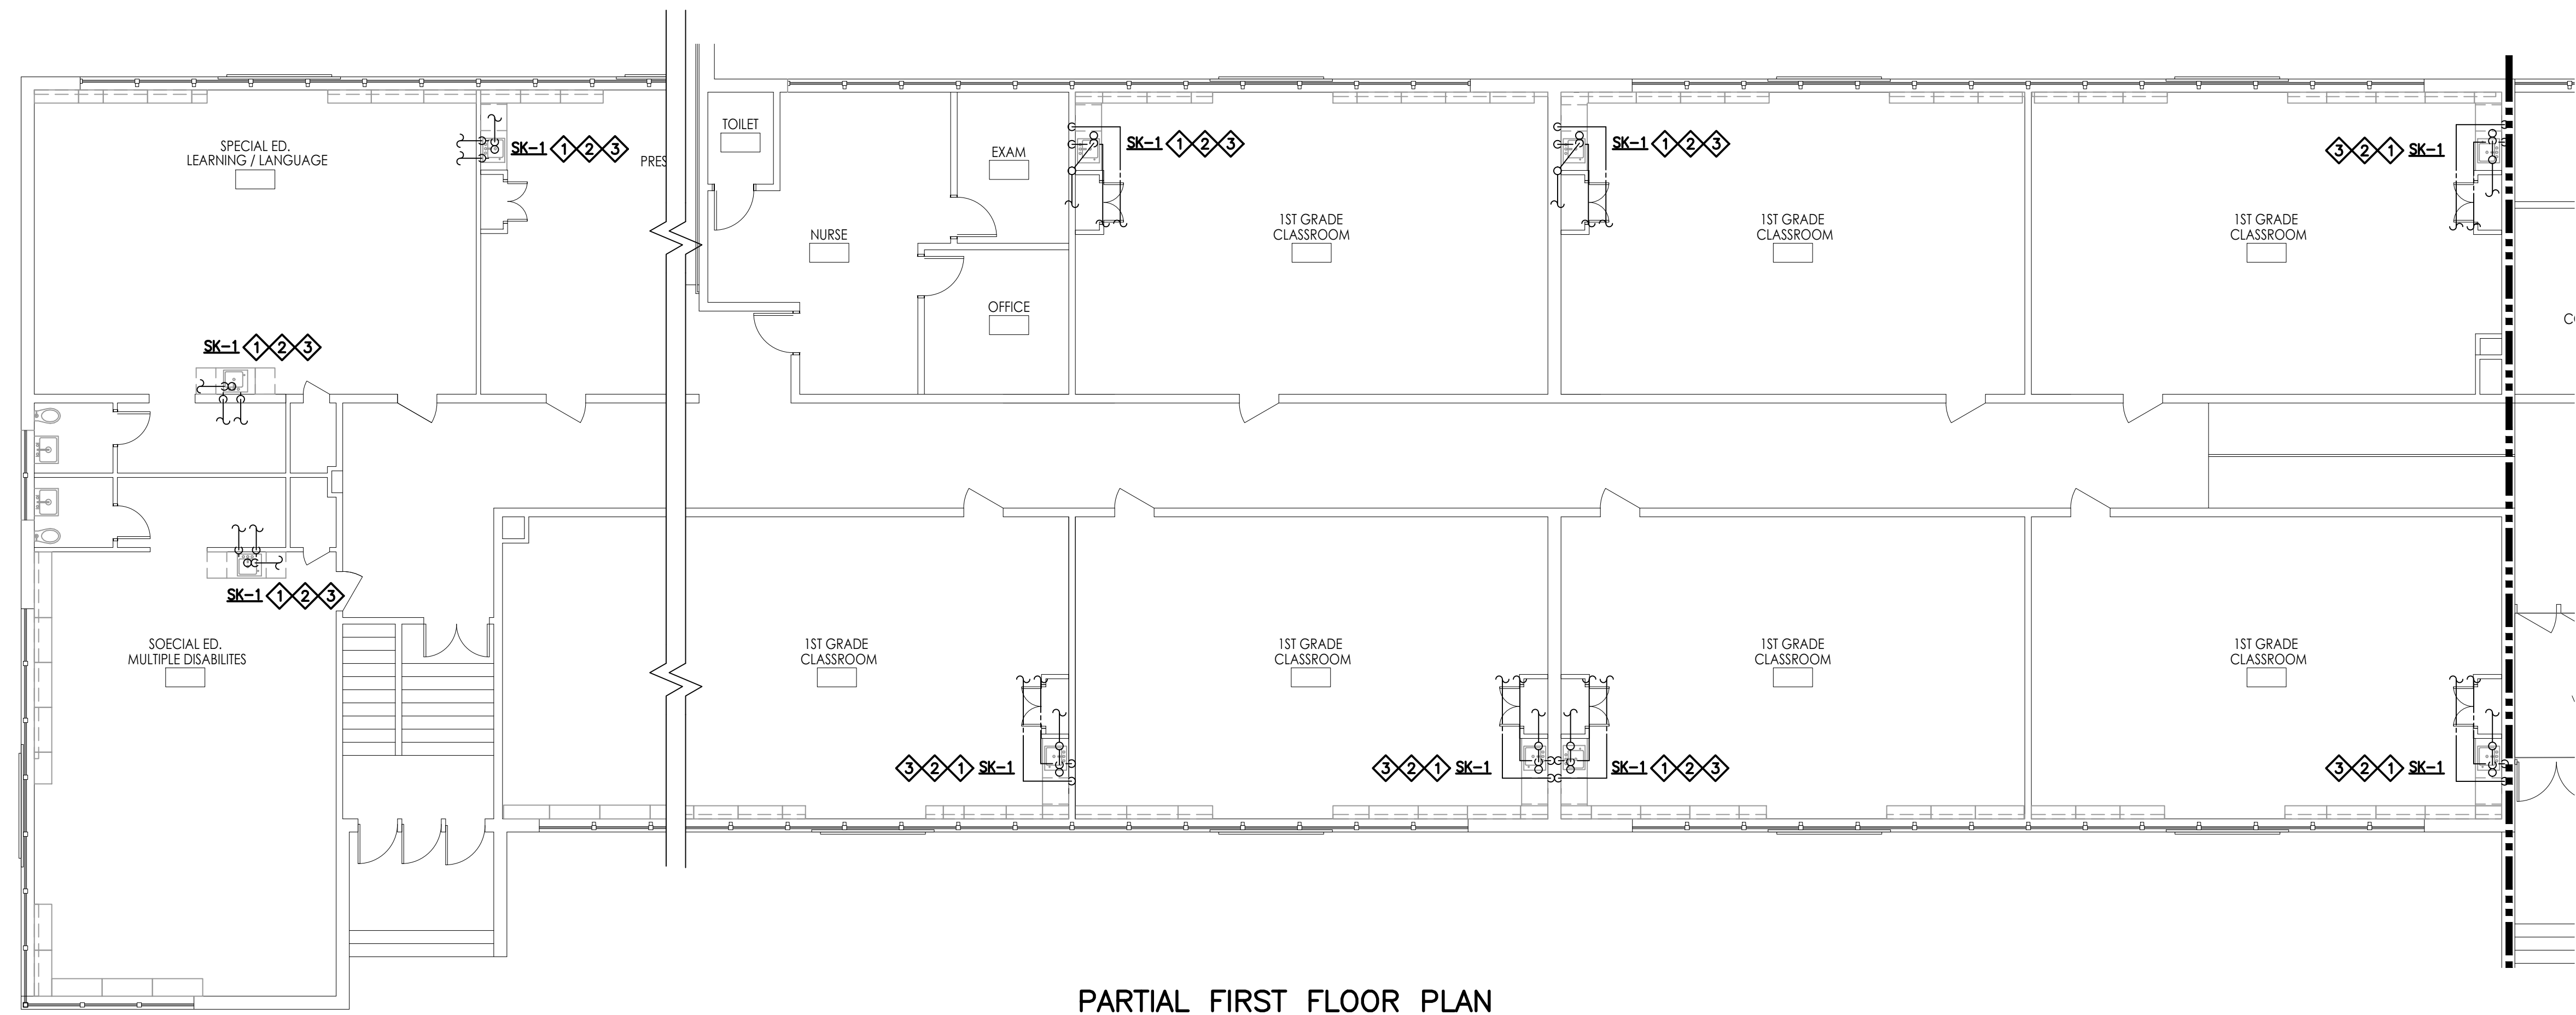 TOILET
SPECIAL ED.
LEARNING / LANGUAGE
SK-1 1 2 3
PRES
EXAM
SK-1 1 2 3
SK-1 1 2 3
3 2 1 SK-1
NURSE
1ST GRADE
CLASSROOM
1ST GRADE
CLASSROOM
1ST GRADE
CLASSROOM
OFFICE
C
SK-1 1 2 3
SK-1 1 2 3
SOECIAL ED.
MULTIPLE DISABILITES
1ST GRADE
CLASSROOM
1ST GRADE
CLASSROOM
1ST GRADE
CLASSROOM
1ST GRADE
CLASSROOM
3 2 1 SK-1
3 2 1 SK-1
SK-1 1 2 3
3 2 1 SK-1
PARTIAL FIRST FLOOR PLAN